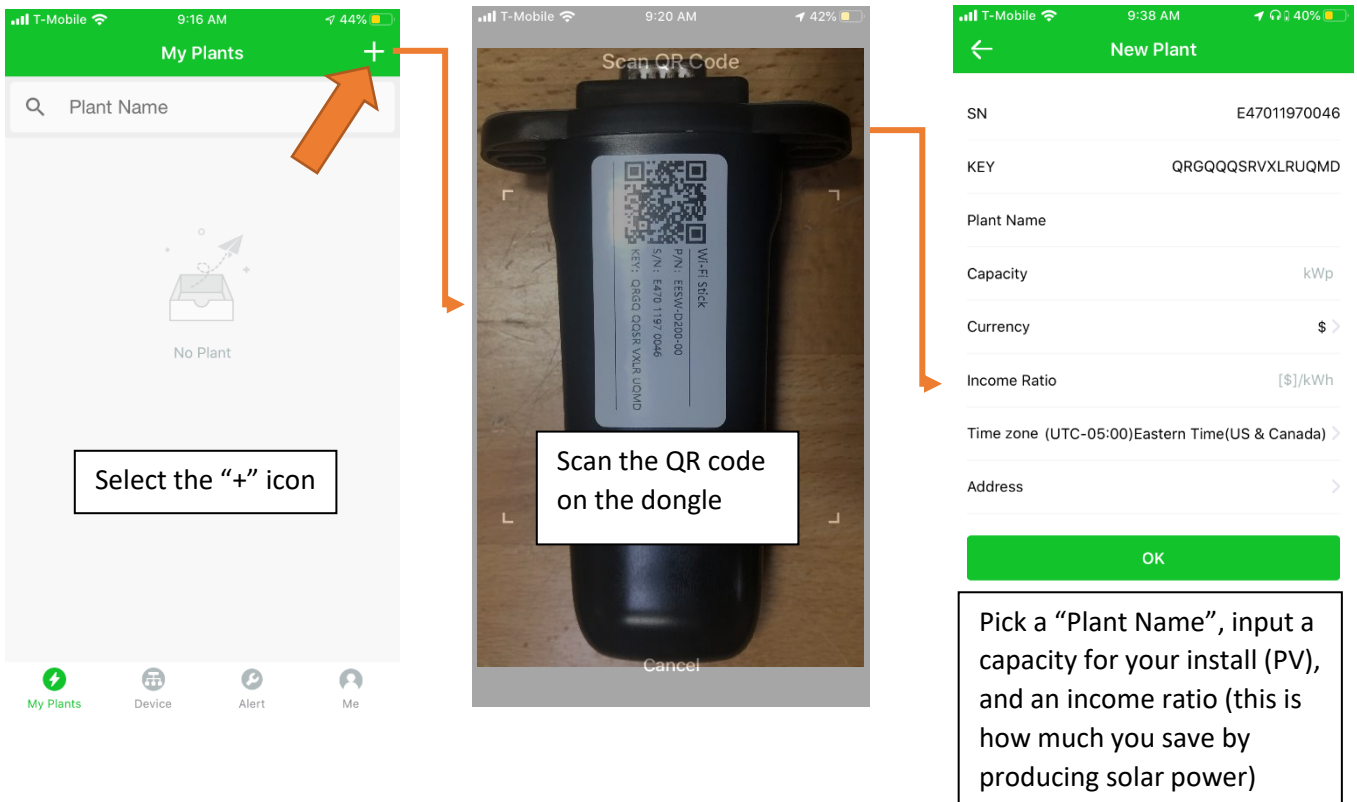 T-Mobile 9:16 AM 44%
My Plants
Plant Name
No Plant
Select the “+” icon
My Plants Device Alert Me
T-Mobile 9:20 AM 42%
Scan QR Code
Wi-Fi Stick
P/N: EESW-D200-00
S/N: E470 1197 0046
KEY: QRGQ QQSR VXLR UQMD
Scan the QR code
on the dongle
Cancel
T-Mobile 9:38 AM 40%
New Plant
SN E47011970046
KEY QRGQQQSRVXLRUQMD
Plant Name
Capacity kWp
Currency $
Income Ratio [$]/kWh
Time zone (UTC-05:00)Eastern Time(US & Canada)
Address
OK
Pick a “Plant Name”, input a
capacity for your install (PV),
and an income ratio (this is
how much you save by
producing solar power)